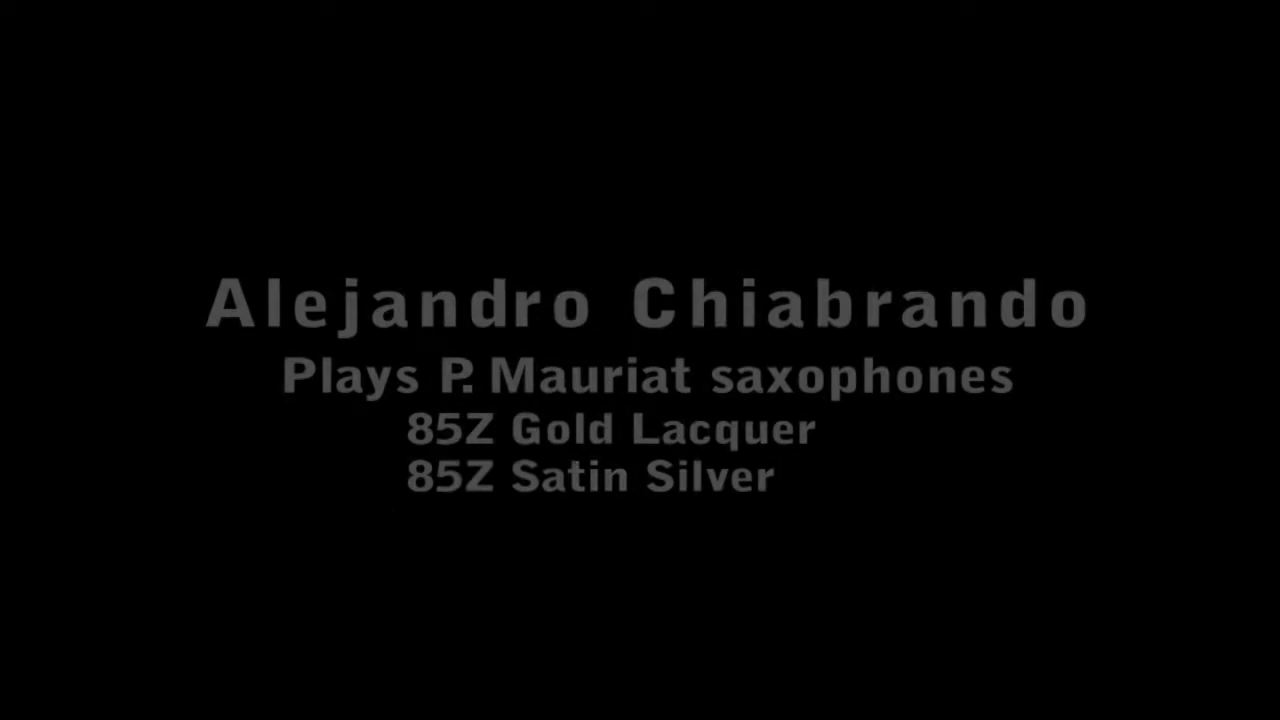 Alejandro Chiabrando
Plays P. Mauriat saxophones
85Z Gold Lacquer
85Z Satin Silver